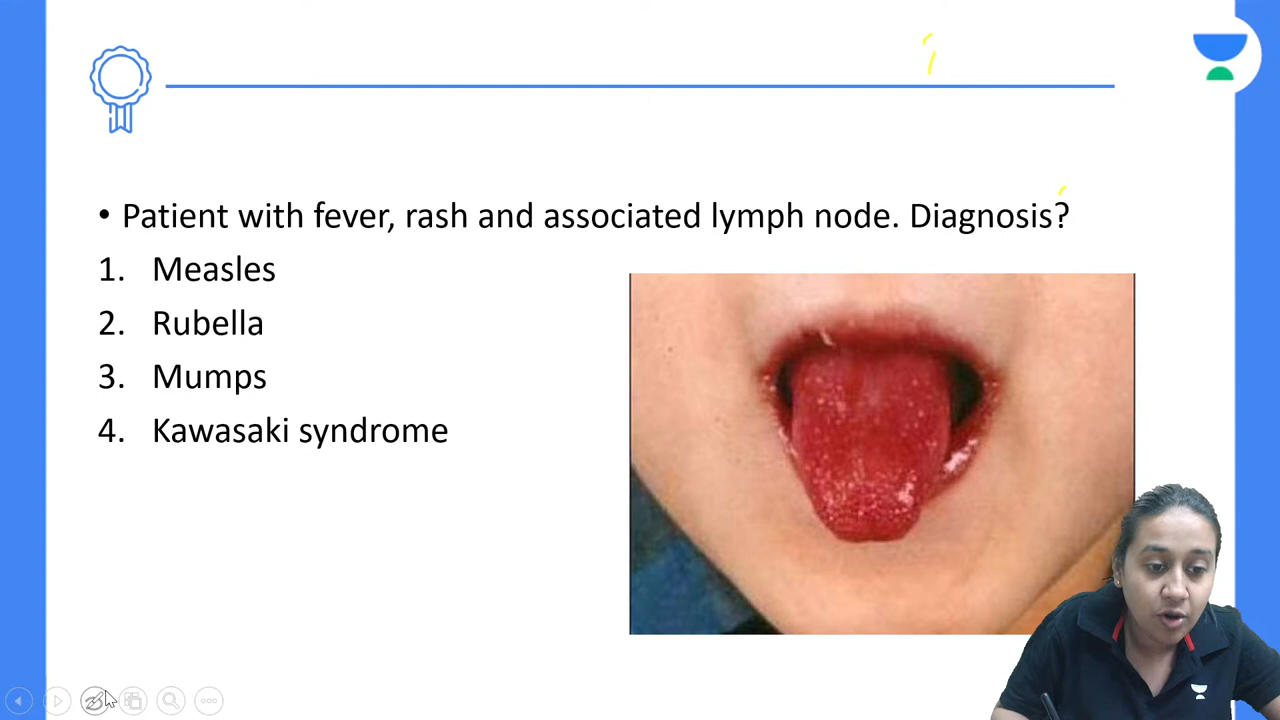 • Patient with fever, rash and associated lymph node. Diagnosis?
1. Measles
2. Rubella
3. Mumps
4. Kawasaki syndrome